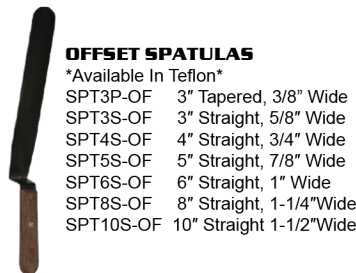 OFFSET SPATULAS
*Available In Teflon*
SPT3P-OF 3″ Tapered, 3/8” Wide
SPT3S-OF 3″ Straight, 5/8″ Wide
SPT4S-OF 4″ Straight, 3/4″ Wide
SPT5S-OF 5″ Straight, 7/8″ Wide
SPT6S-OF 6″ Straight, 1″ Wide
SPT8S-OF 8″ Straight, 1-1/4″Wide
SPT10S-OF 10″ Straight 1-1/2″Wide